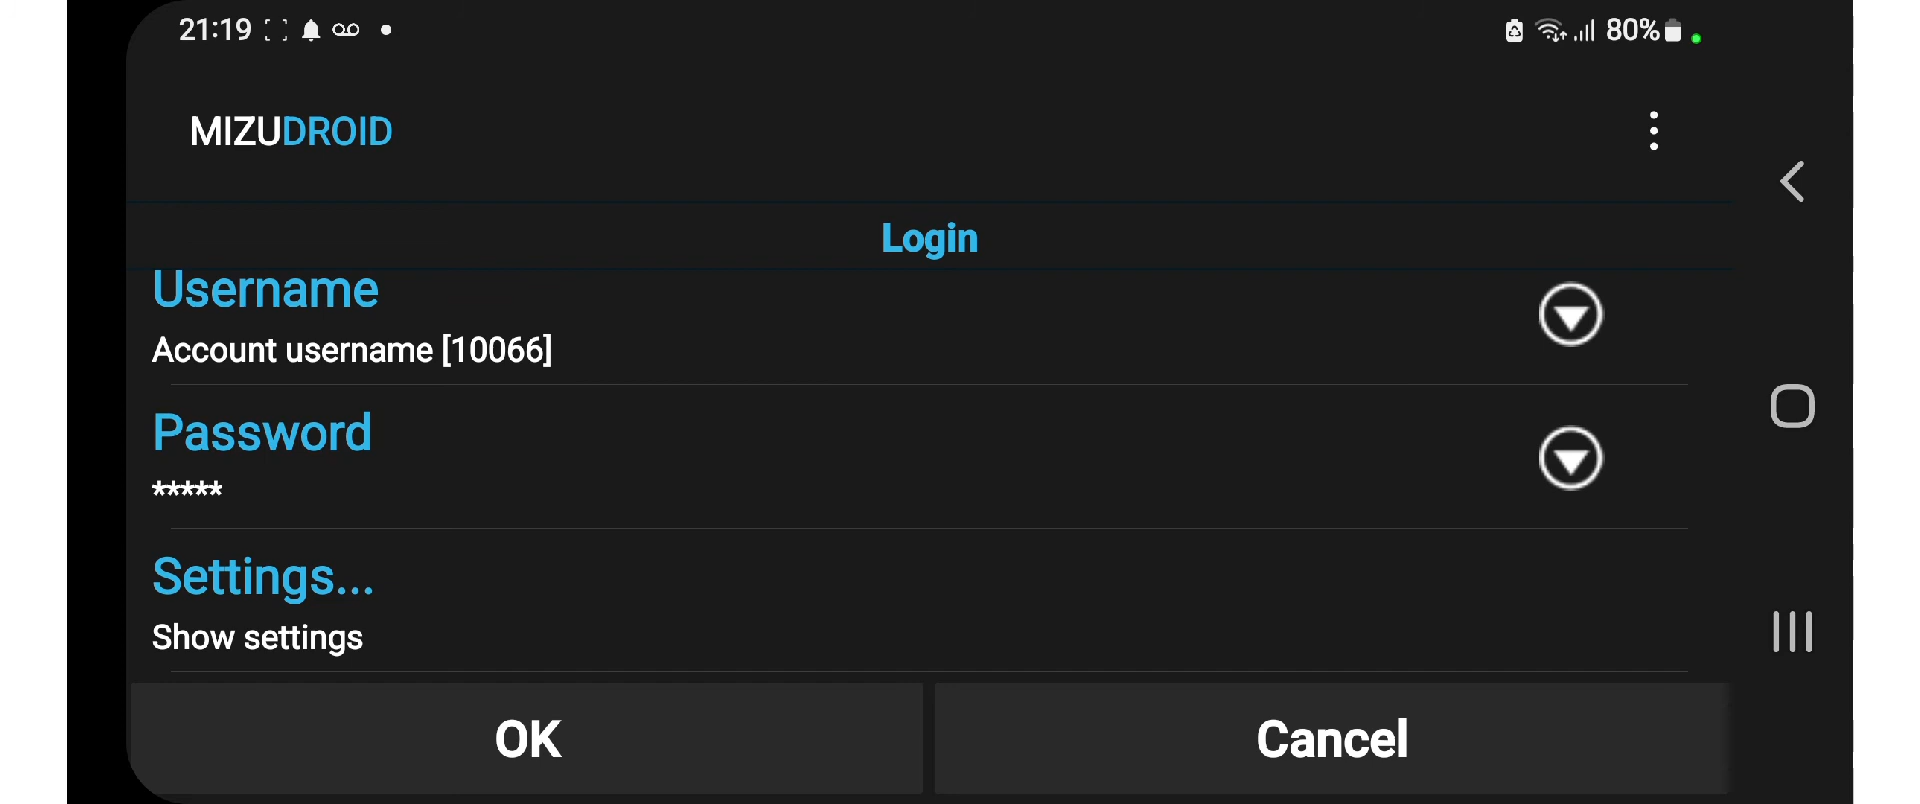 21:19
80%
MIZUDROID
Login
Username
Account username [10066]
Password
*****
Settings...
Show settings
OK
Cancel